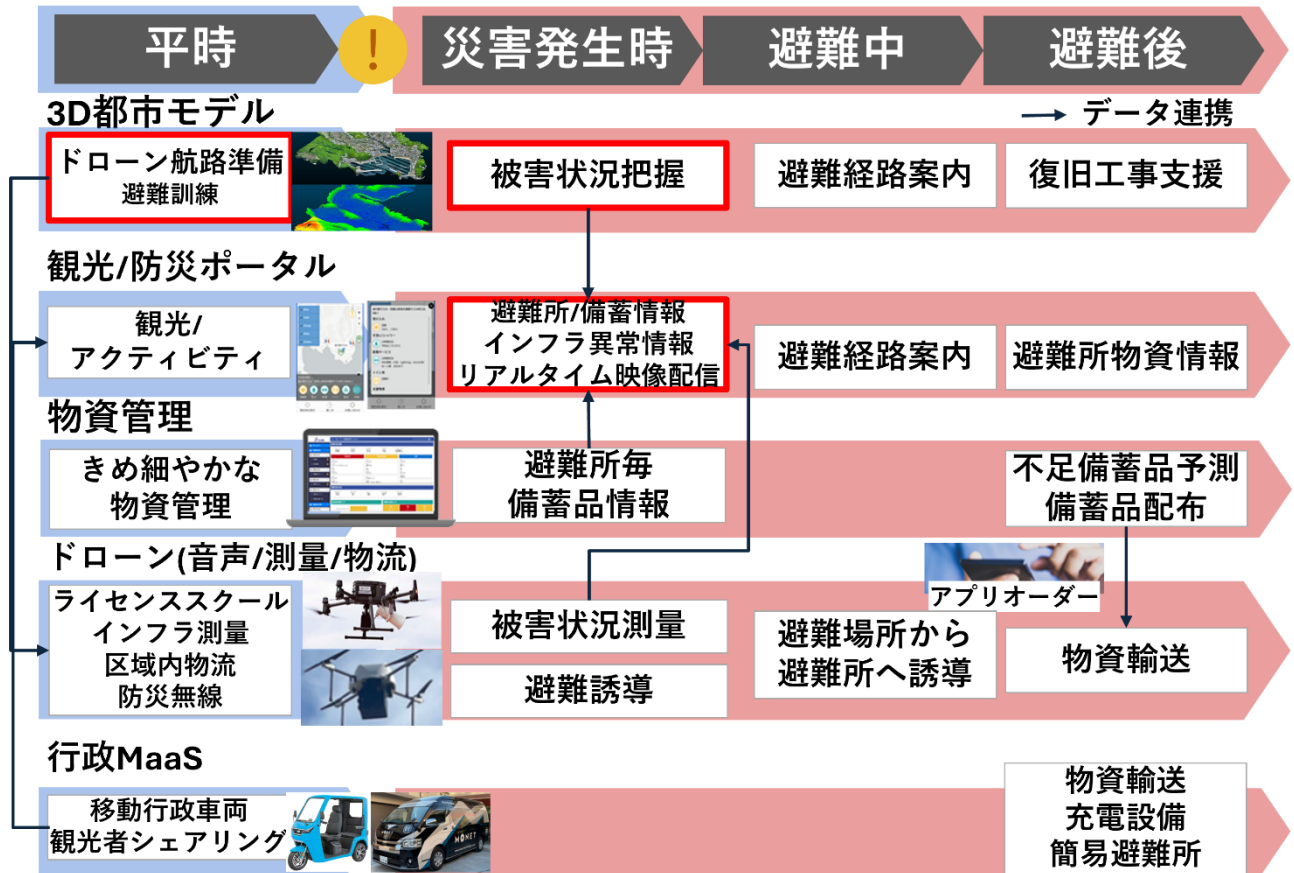 平時
!
災害発生時
避難中
避難後
3D都市モデル
→ データ連携
ドローン航路準備
避難訓練
被害状況把握
避難経路案内
復旧工事支援
観光/防災ポータル
観光/
アクティビティ
避難所/備蓄情報
インフラ異常情報
リアルタイム映像配信
避難経路案内
避難所物資情報
物資管理
きめ細やかな
物資管理
避難所毎
備蓄品情報
不足備蓄品予測
備蓄品配布
ドローン(音声/測量/物流)
ライセンススクール
インフラ測量
区域内物流
防災無線
被害状況測量
避難誘導
アプリオーダー
避難場所から
避難所へ誘導
物資輸送
行政MaaS
移動行政車両
観光者シェアリング
MONET
物資輸送
充電設備
簡易避難所